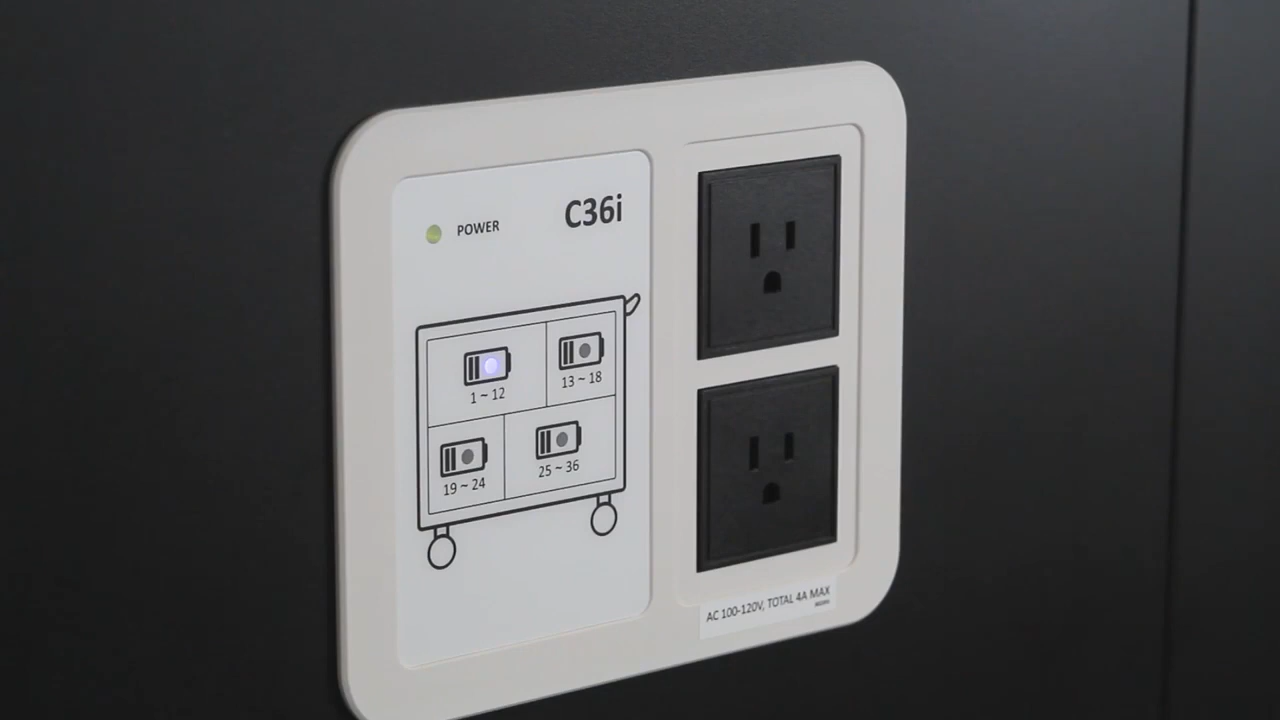 POWER
C36i
1 ~ 12
13 ~ 18
19 ~ 24
25 ~ 36
AC 100-120V, TOTAL 4A MAX